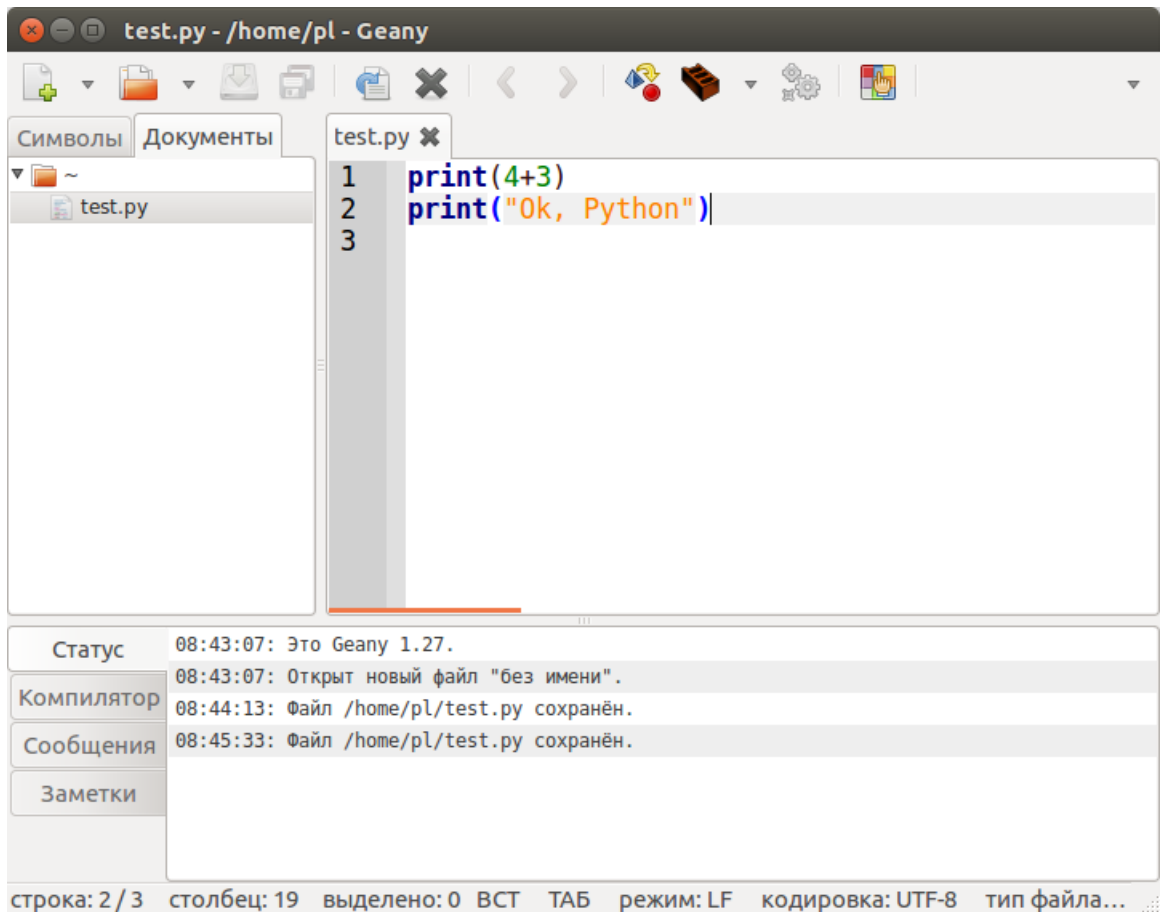 test.py - /home/pl - Geany
Символы Документы test.py
~
test.py
1 print(4+3)
2 print("Ok, Python")
3
Статус
Компилятор
Сообщения
Заметки
08:43:07: Это Geany 1.27.
08:43:07: Открыт новый файл "без имени".
08:44:13: Файл /home/pl/test.py сохранён.
08:45:33: Файл /home/pl/test.py сохранён.
строка: 2 / 3 столбец: 19 выделено: 0 ВСТ ТАБ режим: LF кодировка: UTF-8 тип файла...